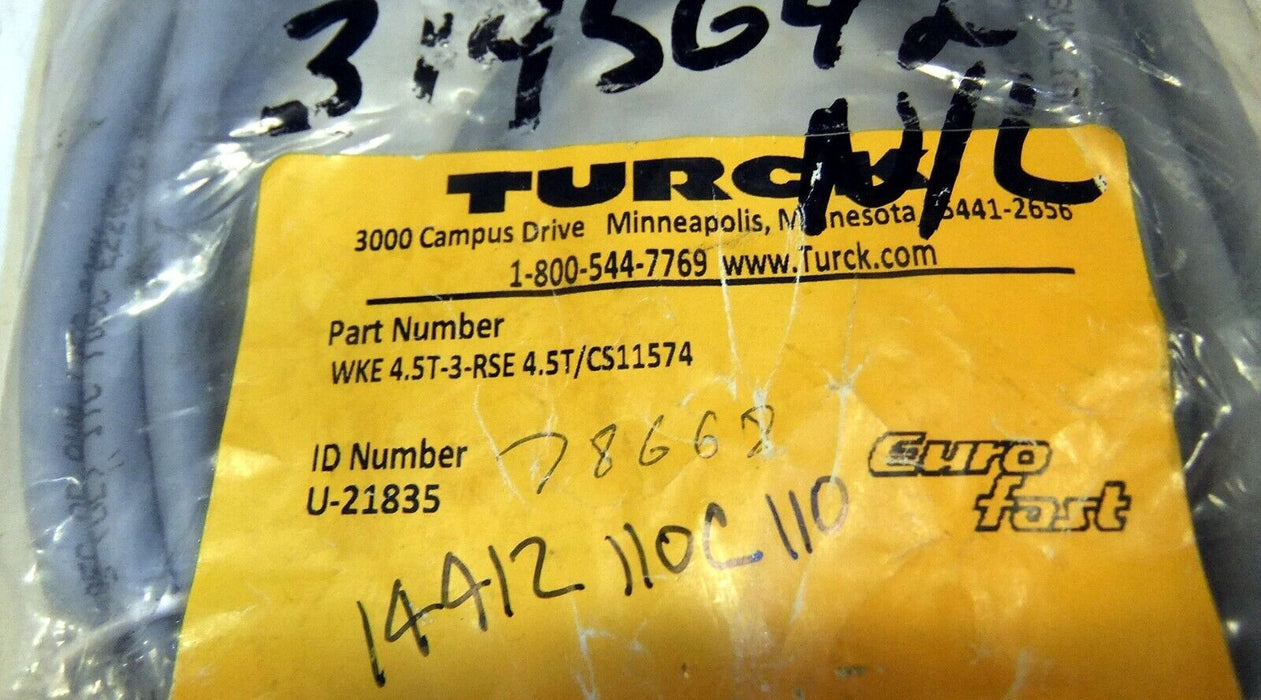 3145642
N/C
TURCK
3000 Campus Drive Minneapolis, Minnesota 55441-2656
1-800-544-7769 www.Turck.com
Part Number
WKE 4.5T-3-RSE 4.5T/CS11574
ID Number
U-21835
78668
14412 110C110
Euro
fast